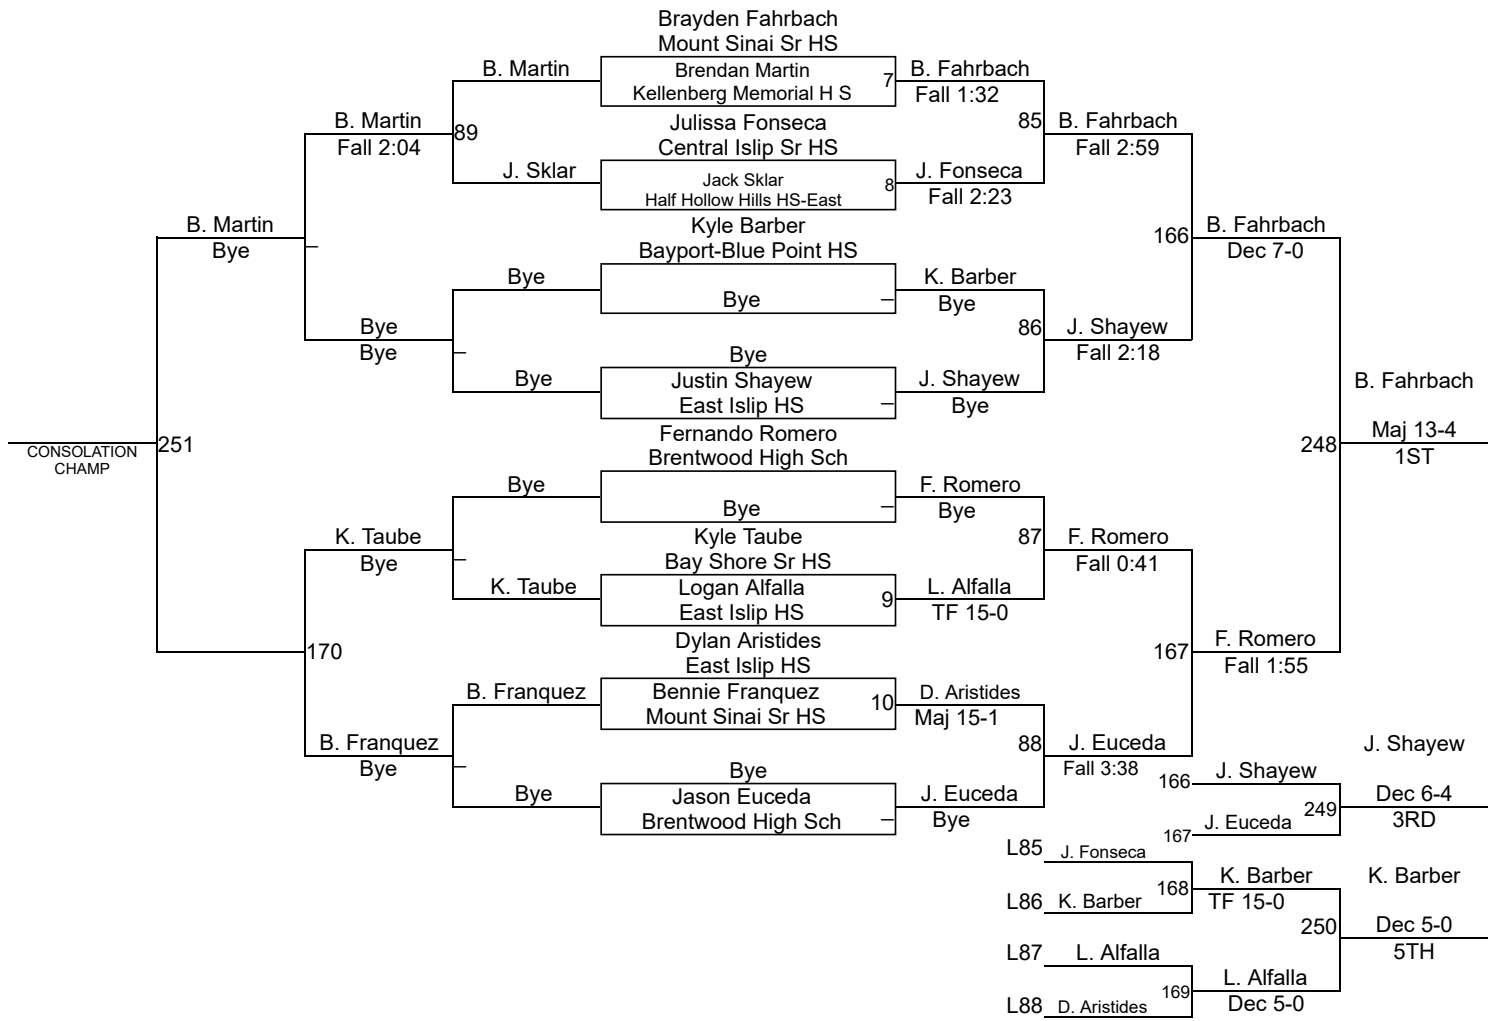 Brayden Fahrbach
Mount Sinai Sr HS
B. Martin
Brendan Martin
Kellenberg Memorial H S
7
B. Fahrbach
Fall 1:32
B. Martin
Fall 2:04
89
Julissa Fonseca
Central Islip Sr HS
85
B. Fahrbach
Fall 2:59
J. Sklar
Jack Sklar
Half Hollow Hills HS-East
8
J. Fonseca
Fall 2:23
B. Martin
Bye
–
Kyle Barber
Bayport-Blue Point HS
166
B. Fahrbach
Dec 7-0
Bye
Bye
–
K. Barber
Bye
Bye
Bye
–
Bye
86
J. Shayew
Fall 2:18
Bye
Justin Shayew
East Islip HS
–
J. Shayew
Bye
B. Fahrbach
CONSOLATION
CHAMP
251
Fernando Romero
Brentwood High Sch
248
Maj 13-4
1ST
Bye
Bye
–
F. Romero
Bye
K. Taube
Bye
–
Kyle Taube
Bay Shore Sr HS
87
F. Romero
Fall 0:41
K. Taube
Logan Alfalla
East Islip HS
9
L. Alfalla
TF 15-0
170
Dylan Aristides
East Islip HS
167
F. Romero
Fall 1:55
B. Franquez
Bennie Franquez
Mount Sinai Sr HS
10
D. Aristides
Maj 15-1
B. Franquez
Bye
–
Bye
88
J. Euceda
Fall 3:38
Bye
Jason Euceda
Brentwood High Sch
–
J. Euceda
Bye
J. Shayew
166
J. Shayew
249
Dec 6-4
3RD
167
J. Euceda
L85
J. Fonseca
168
K. Barber
TF 15-0
K. Barber
L86
K. Barber
250
Dec 5-0
5TH
L87
L. Alfalla
169
L. Alfalla
Dec 5-0
L88
D. Aristides